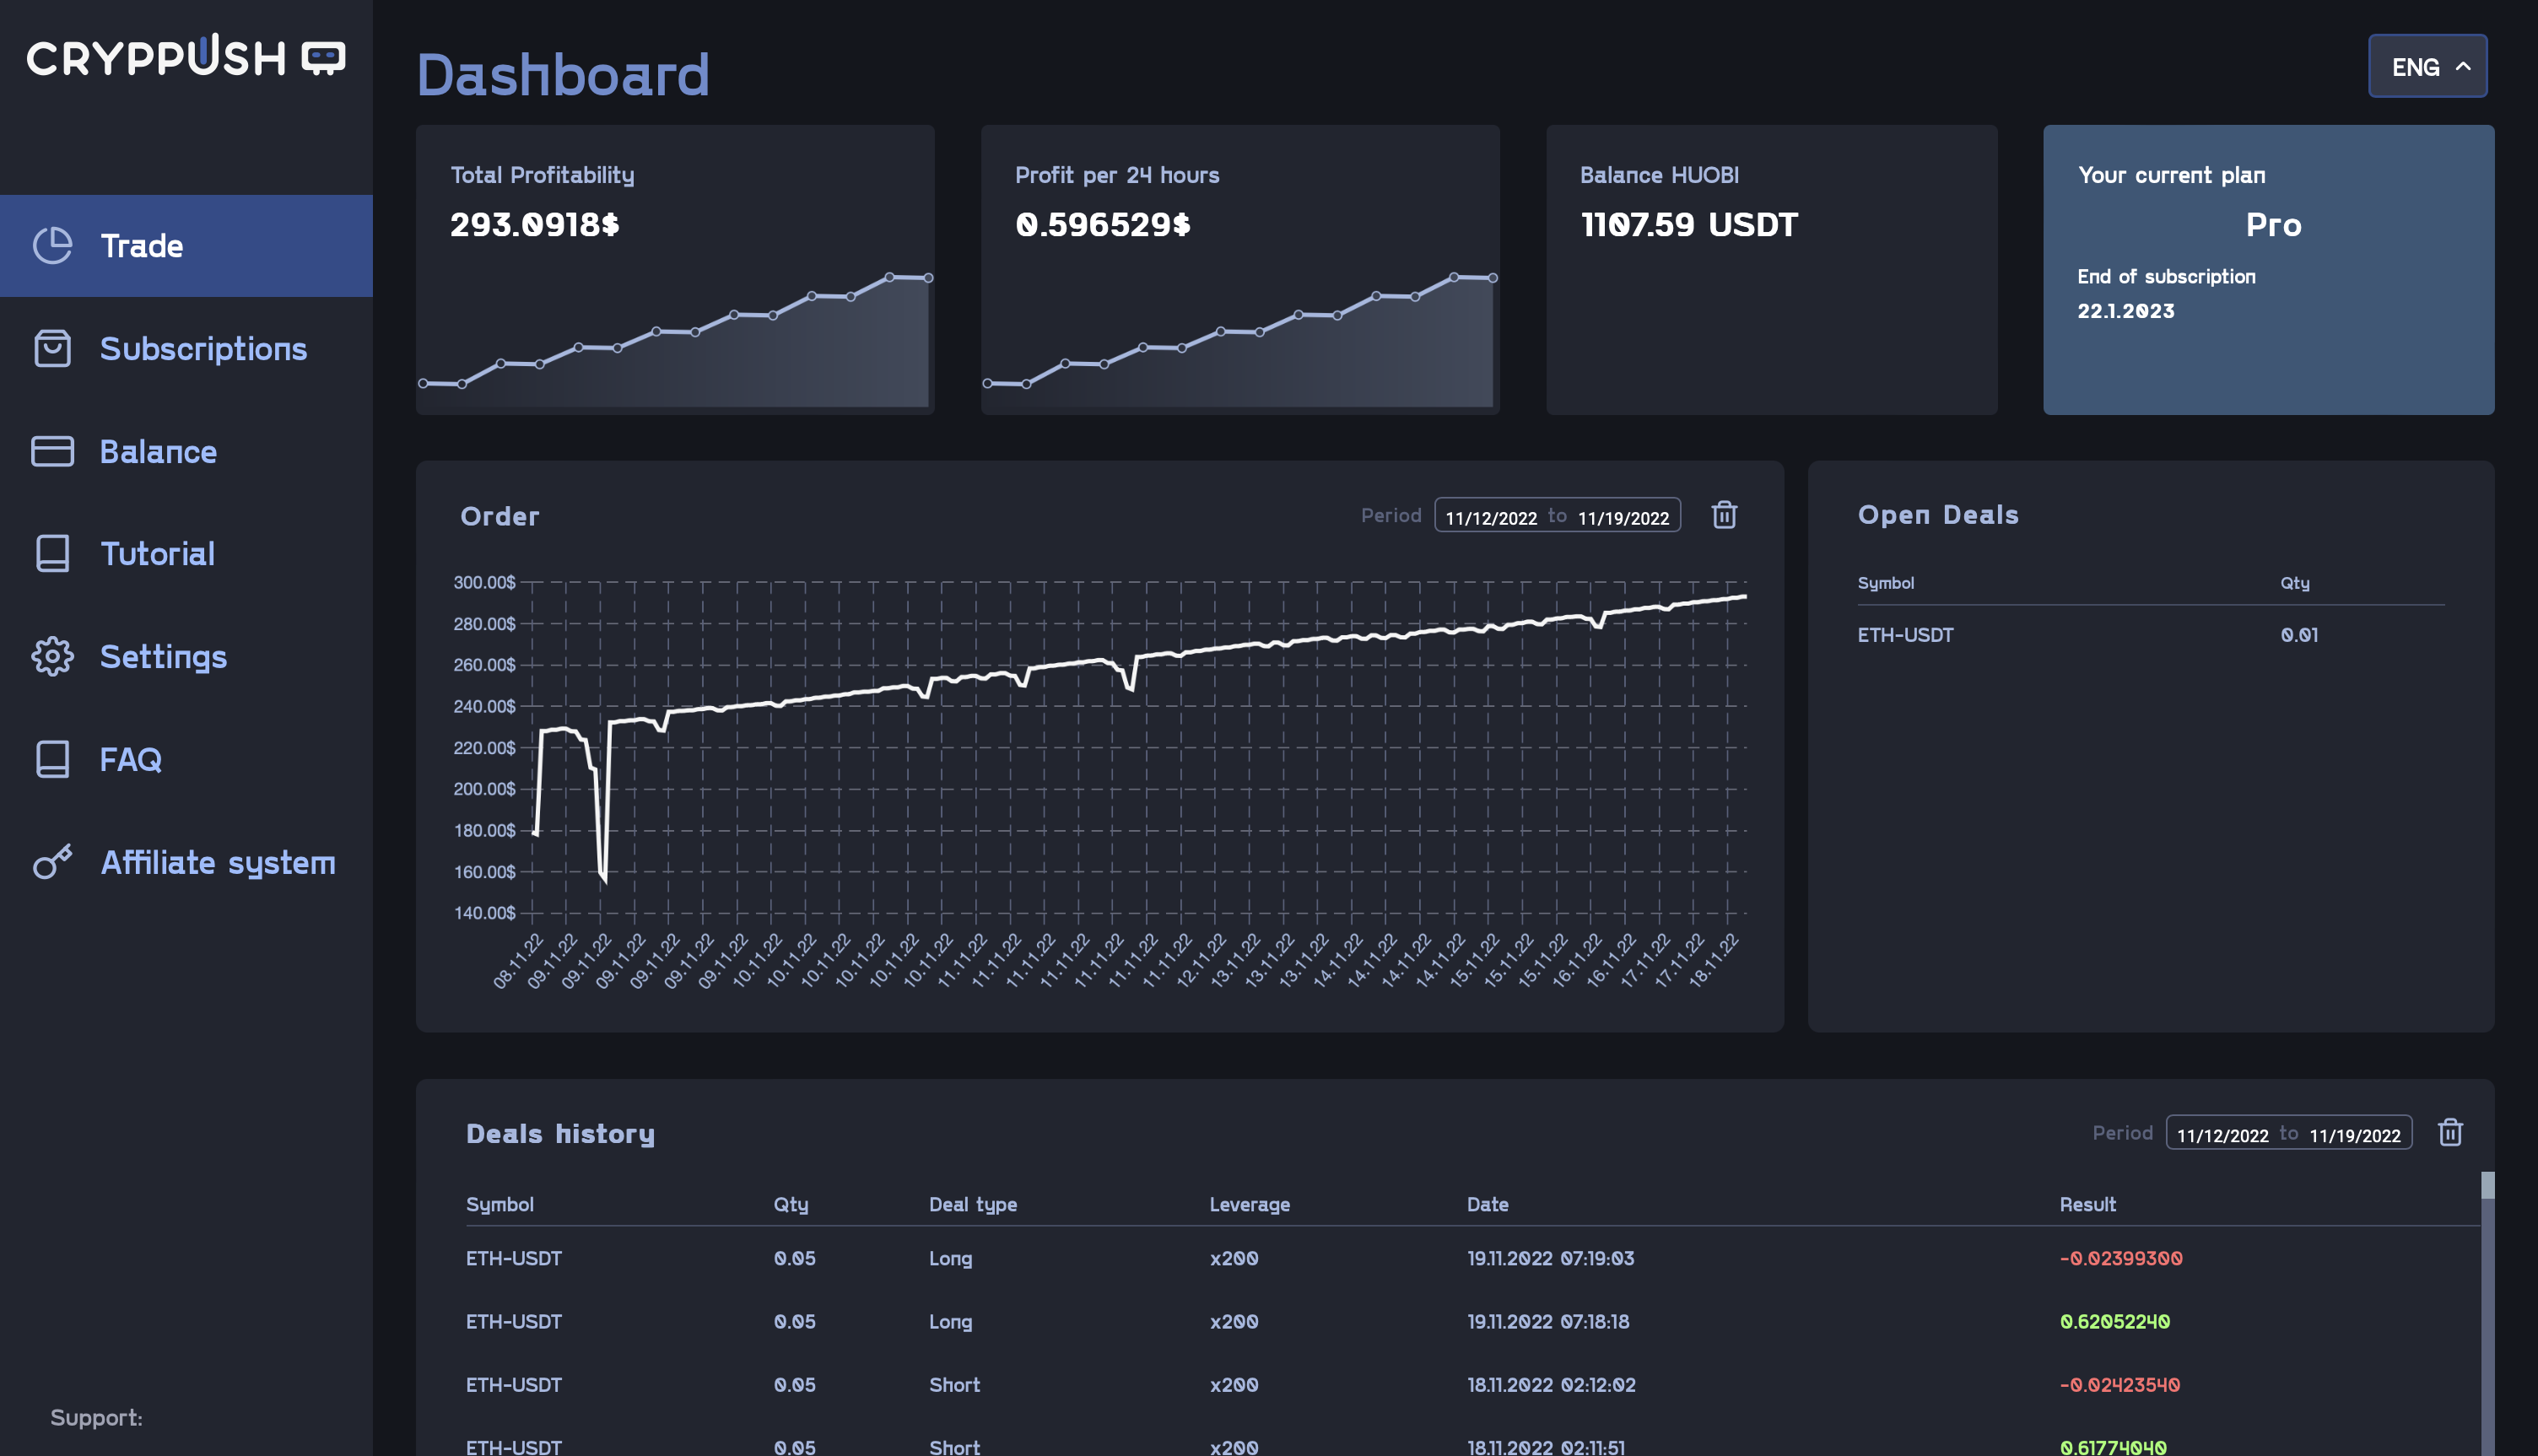 CRYPPUSH
Dashboard
ENG
Trade
Subscriptions
Balance
Tutorial
Settings
FAQ
Affiliate system
Support:
Total Profitability
293.0918$
Profit per 24 hours
0.596529$
Balance HUOBI
1107.59 USDT
Your current plan
Pro
End of subscription
22.1.2023
Order
Period 11/12/2022 to 11/19/2022
300.00$
280.00$
260.00$
240.00$
220.00$
200.00$
180.00$
160.00$
140.00$
08.11.22 09.11.22 09.11.22 09.11.22 09.11.22 09.11.22 09.11.22 10.11.22 10.11.22 10.11.22 10.11.22 10.11.22 10.11.22 11.11.22 11.11.22 11.11.22 11.11.22 11.11.22 11.11.22 11.11.22 12.11.22 13.11.22 13.11.22 13.11.22 14.11.22 14.11.22 14.11.22 14.11.22 15.11.22 15.11.22 15.11.22 16.11.22 16.11.22 17.11.22 17.11.22 18.11.22
Open Deals
Symbol Qty
ETH-USDT 0.01
Deals history
Period 11/12/2022 to 11/19/2022
Symbol Qty Deal type Leverage Date Result
ETH-USDT 0.05 Long x200 19.11.2022 07:19:03 -0.02399300
ETH-USDT 0.05 Long x200 19.11.2022 07:18:18 0.62052240
ETH-USDT 0.05 Short x200 18.11.2022 02:12:02 -0.02423540
ETH-USDT 0.05 Short x200 18.11.2022 02:11:51 0.61774040